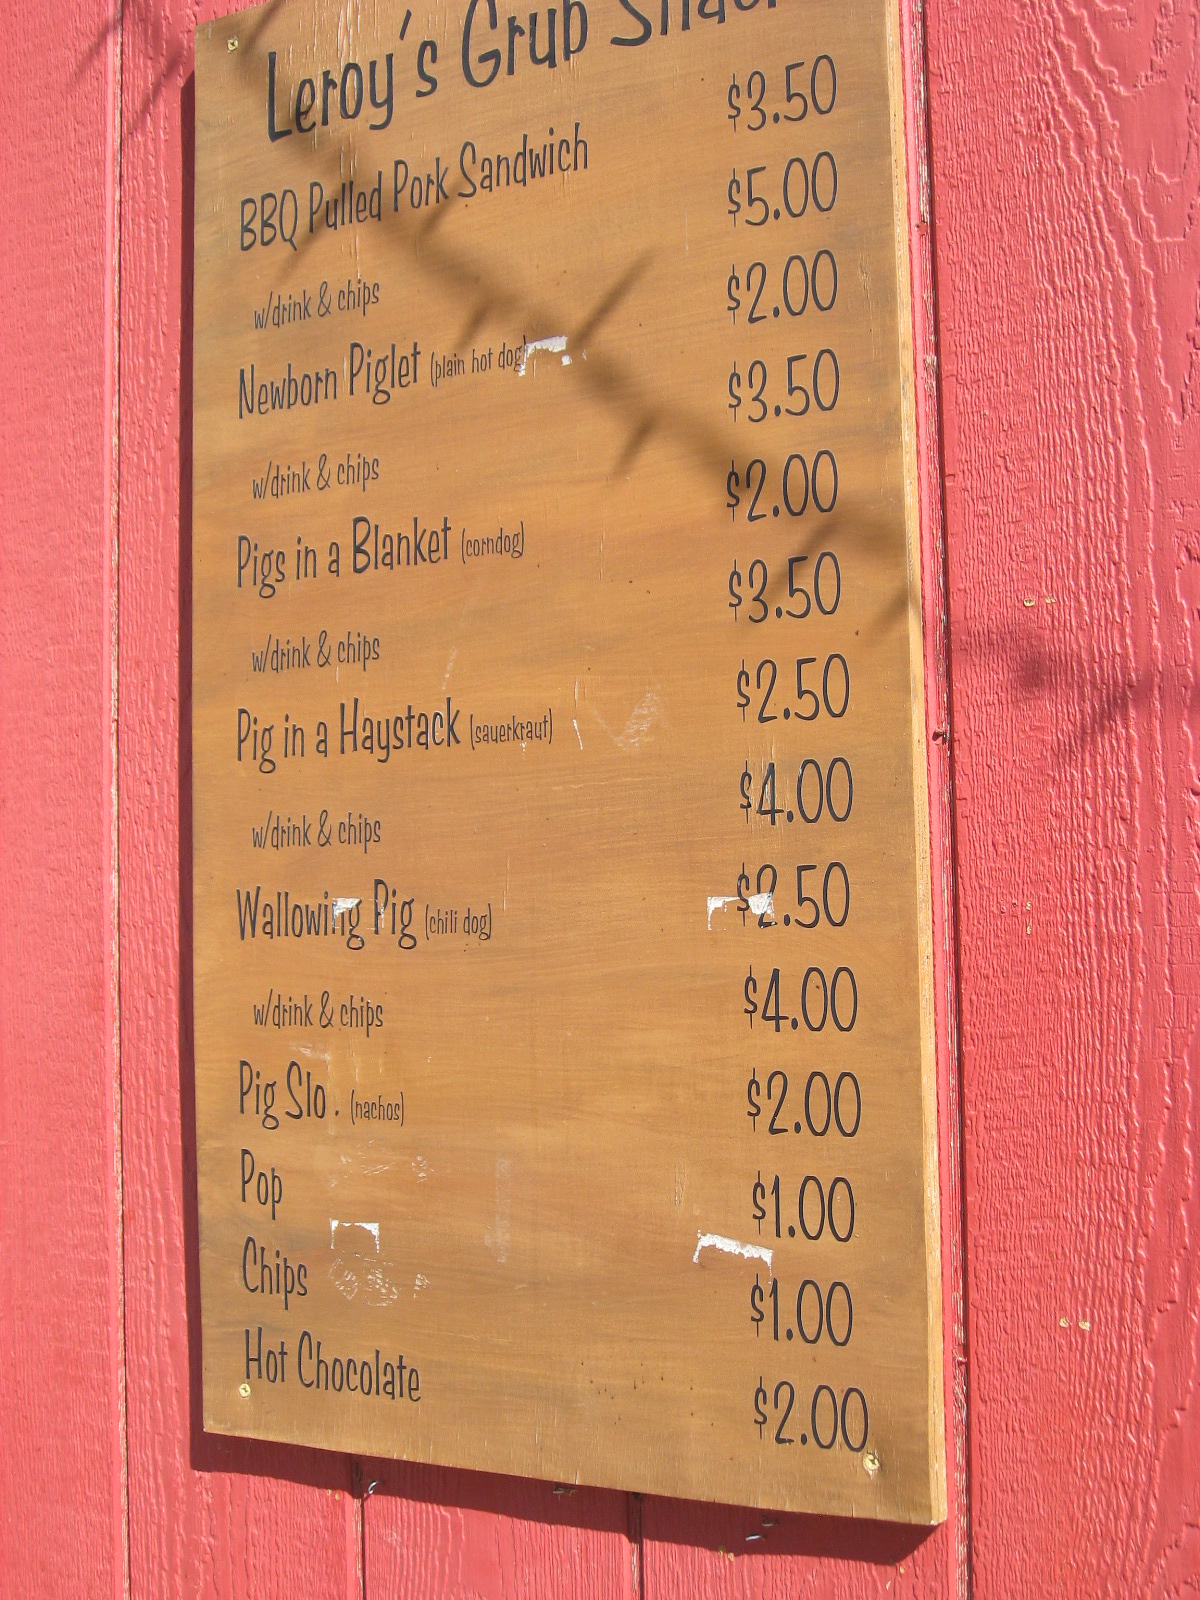 Leroy's Grub
BBQ Pulled Pork Sandwich $3.50
w/drink & chips $5.00
Newborn Piglet (plain hot dog) $2.00
w/drink & chips $3.50
Pigs in a Blanket (corndog) $2.00
w/drink & chips $3.50
Pig in a Haystack (sauerkraut) $2.50
w/drink & chips $4.00
Wallowing Pig (chili dog) $2.50
w/drink & chips $4.00
Pig Slo . (nachos) $2.00
Pop $1.00
Chips $1.00
Hot Chocolate $2.00